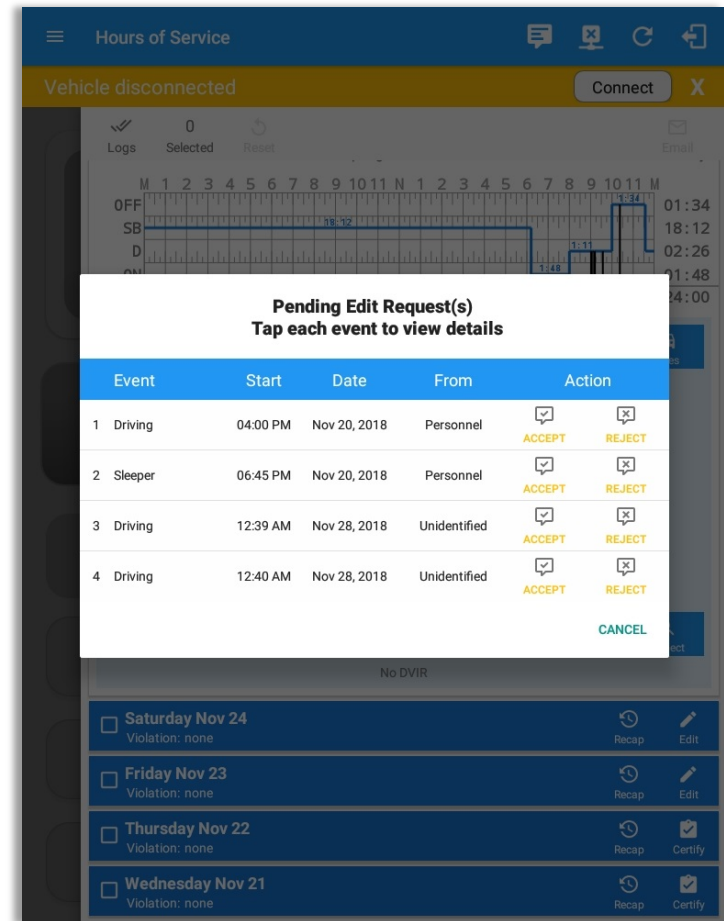 Hours of Service
Vehicle disconnected Connect X
Logs 0 Selected Reset Email
M 1 2 3 4 5 6 7 8 9 10 11 N 1 2 3 4 5 6 7 8 9 10 11 M
OFF 1:34 01:34
SB 18:12 18:12
D 1:11 02:26
ON 1:48 01:48
24:00
Pending Edit Request(s)
Tap each event to view details
Event Start Date From Action
1 Driving 04:00 PM Nov 20, 2018 Personnel ACCEPT REJECT
2 Sleeper 06:45 PM Nov 20, 2018 Personnel ACCEPT REJECT
3 Driving 12:39 AM Nov 28, 2018 Unidentified ACCEPT REJECT
4 Driving 12:40 AM Nov 28, 2018 Unidentified ACCEPT REJECT
CANCEL
No DVIR
Saturday Nov 24
Violation: none Recap Edit
Friday Nov 23
Violation: none Recap Edit
Thursday Nov 22
Violation: none Recap Certify
Wednesday Nov 21
Violation: none Recap Certify